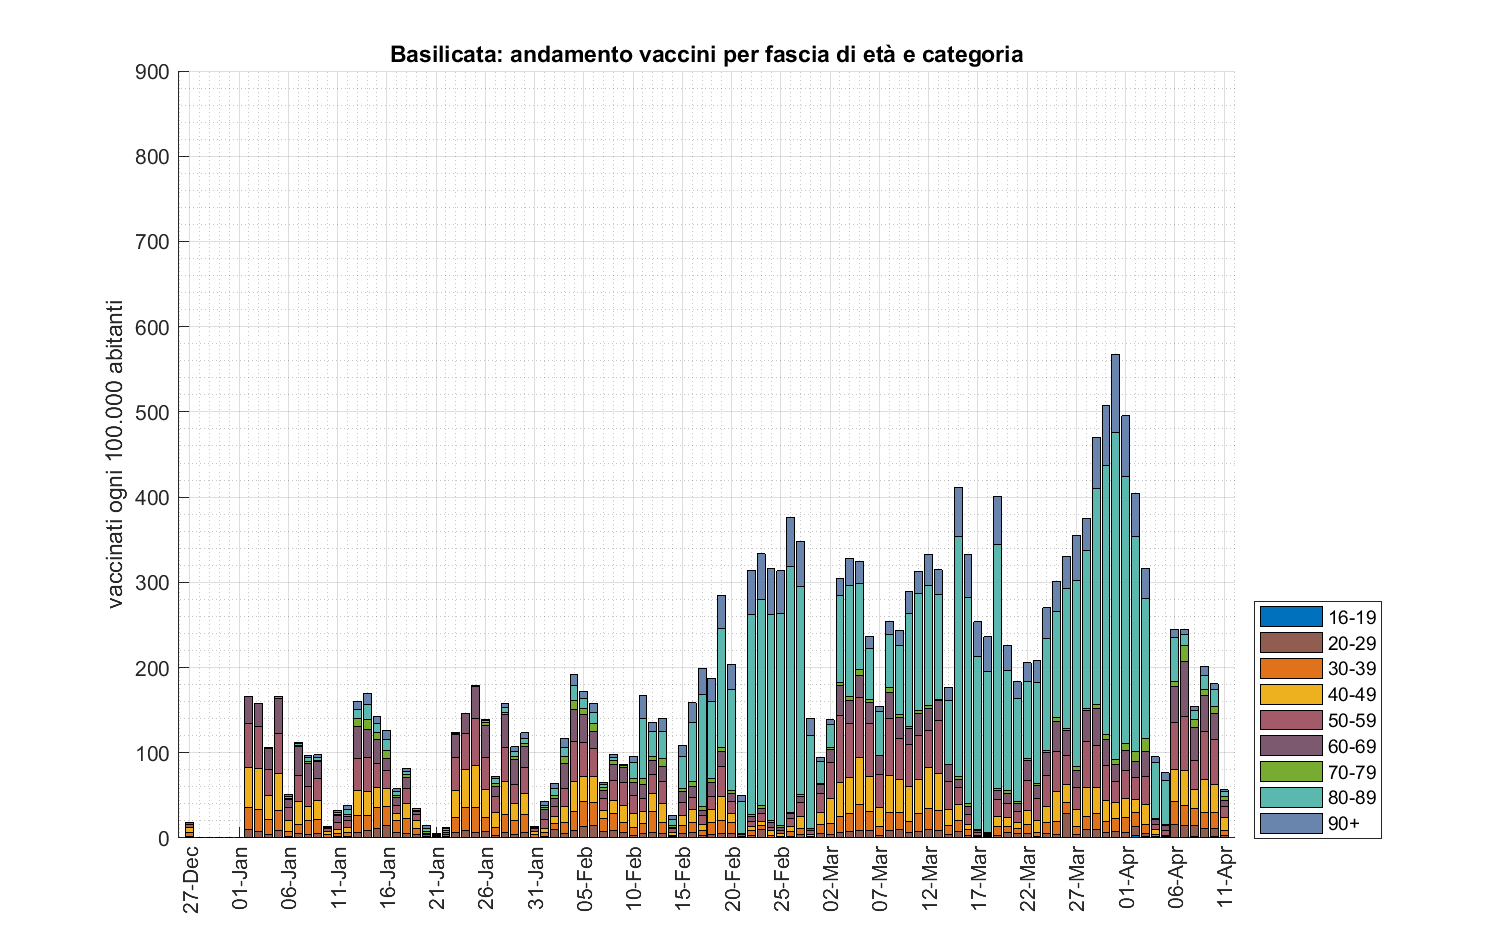 Basilicata: andamento vaccini per fascia di età e categoria
vaccinati ogni 100.000 abitanti
900
800
700
600
500
400
300
200
100
0
27-Dec
01-Jan
06-Jan
11-Jan
16-Jan
21-Jan
26-Jan
31-Jan
05-Feb
10-Feb
15-Feb
20-Feb
25-Feb
02-Mar
07-Mar
12-Mar
17-Mar
22-Mar
27-Mar
01-Apr
06-Apr
11-Apr
16-19
20-29
30-39
40-49
50-59
60-69
70-79
80-89
90+